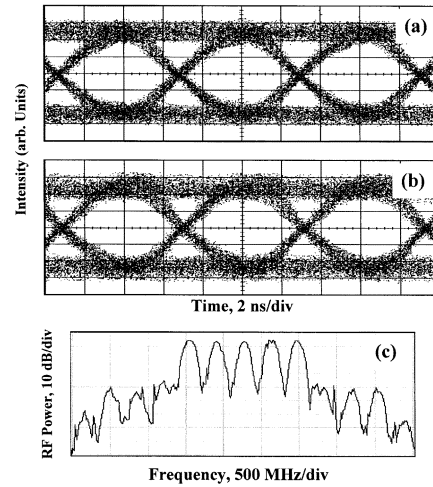 (a)
Intensity (arb. Units)
(b)
Time, 2 ns/div
RF Power, 10 dB/div
(c)
Frequency, 500 MHz/div